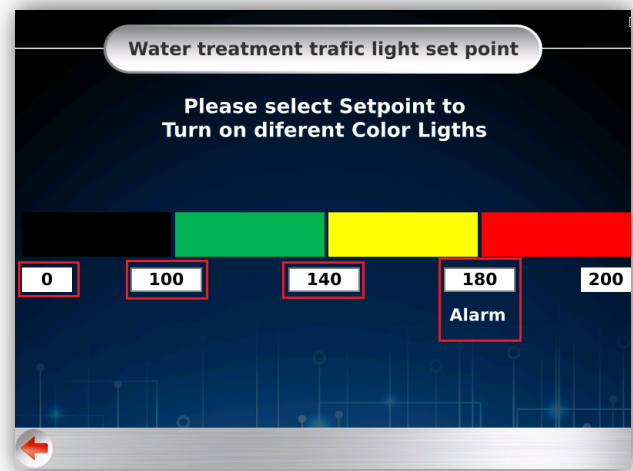 Water treatment trafic light set point
Please select Setpoint to
Turn on diferent Color Ligths
0 100 140 180 200
Alarm